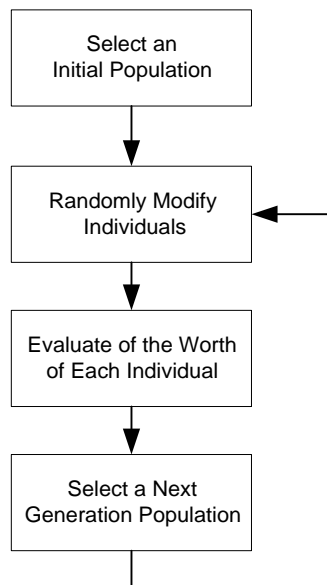 Select an
Initial Population
Randomly Modify
Individuals
Evaluate of the Worth
of Each Individual
Select a Next
Generation Population